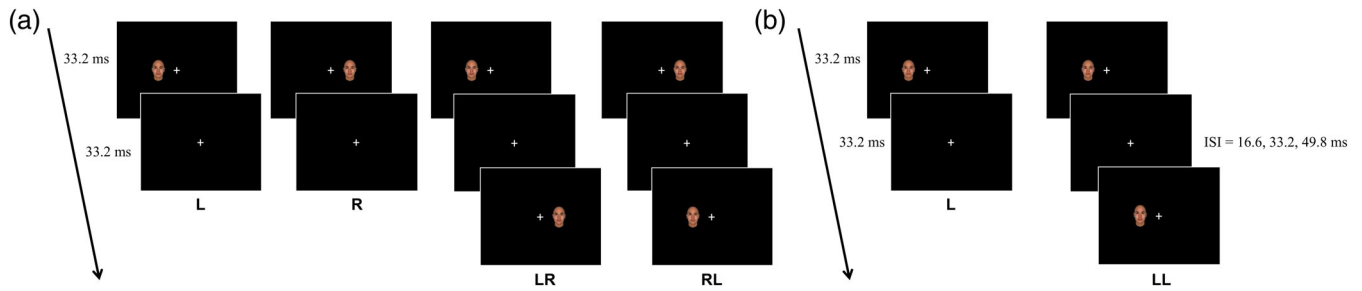 (a)
33.2 ms
33.2 ms
L
R
LR
RL
(b)
33.2 ms
33.2 ms
ISI = 16.6, 33.2, 49.8 ms
L
LL